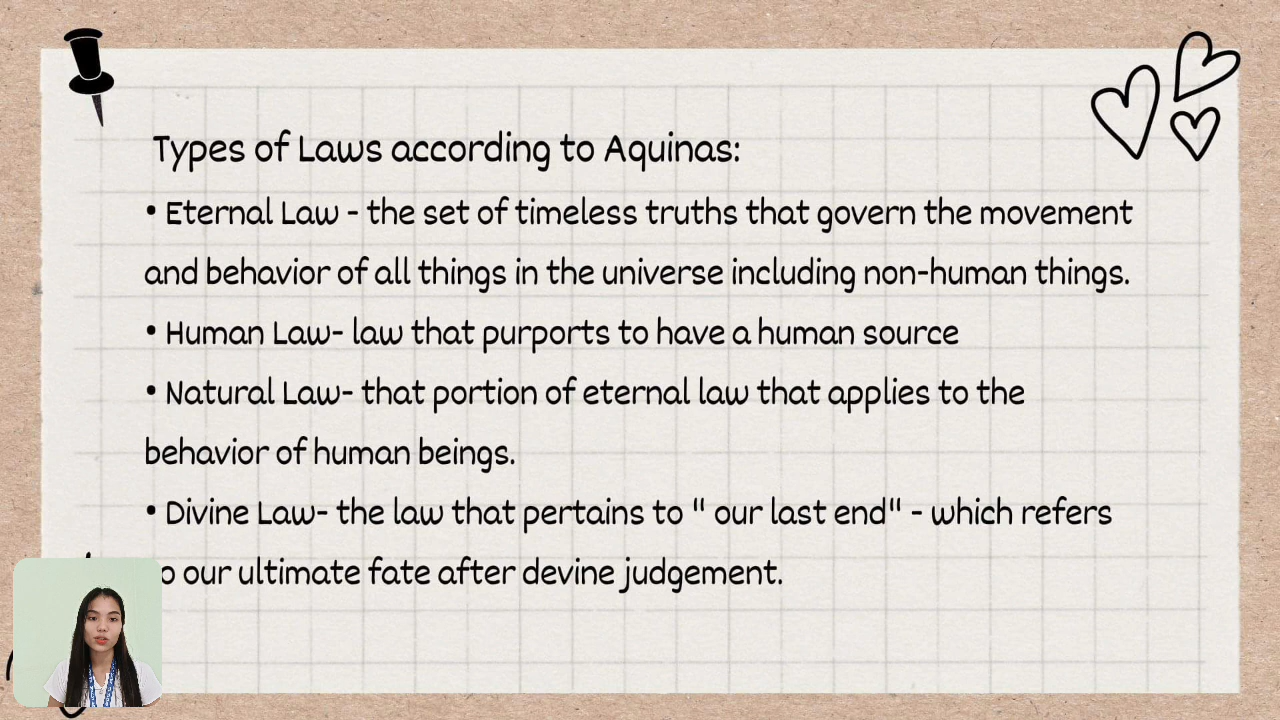 Types of Laws according to Aquinas:
• Eternal Law - the set of timeless truths that govern the movement
and behavior of all things in the universe including non-human things.
• Human Law- law that purports to have a human source
• Natural Law- that portion of eternal law that applies to the
behavior of human beings.
• Divine Law- the law that pertains to " our last end" - which refers
our ultimate fate after devine judgement.